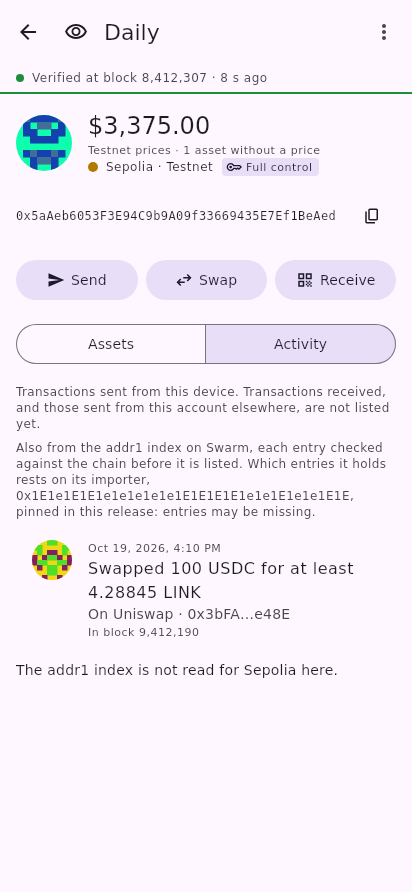 Daily
Verified at block 8,412,307 · 8 s ago
$3,375.00
Testnet prices · 1 asset without a price
Sepolia · Testnet
Full control
0x5aAeb6053F3E94C9b9A09f33669435E7Ef1BeAed
Send
Swap
Receive
Assets
Activity
Transactions sent from this device. Transactions received,
and those sent from this account elsewhere, are not listed
yet.
Also from the addr1 index on Swarm, each entry checked
against the chain before it is listed. Which entries it holds
rests on its importer,
0x1E1e1E1E1e1e1e1e1e1E1E1E1E1e1E1e1e1e1E1E,
pinned in this release: entries may be missing.
Oct 19, 2026, 4:10 PM
Swapped 100 USDC for at least
4.28845 LINK
On Uniswap · 0x3bFA…e48E
In block 9,412,190
The addr1 index is not read for Sepolia here.